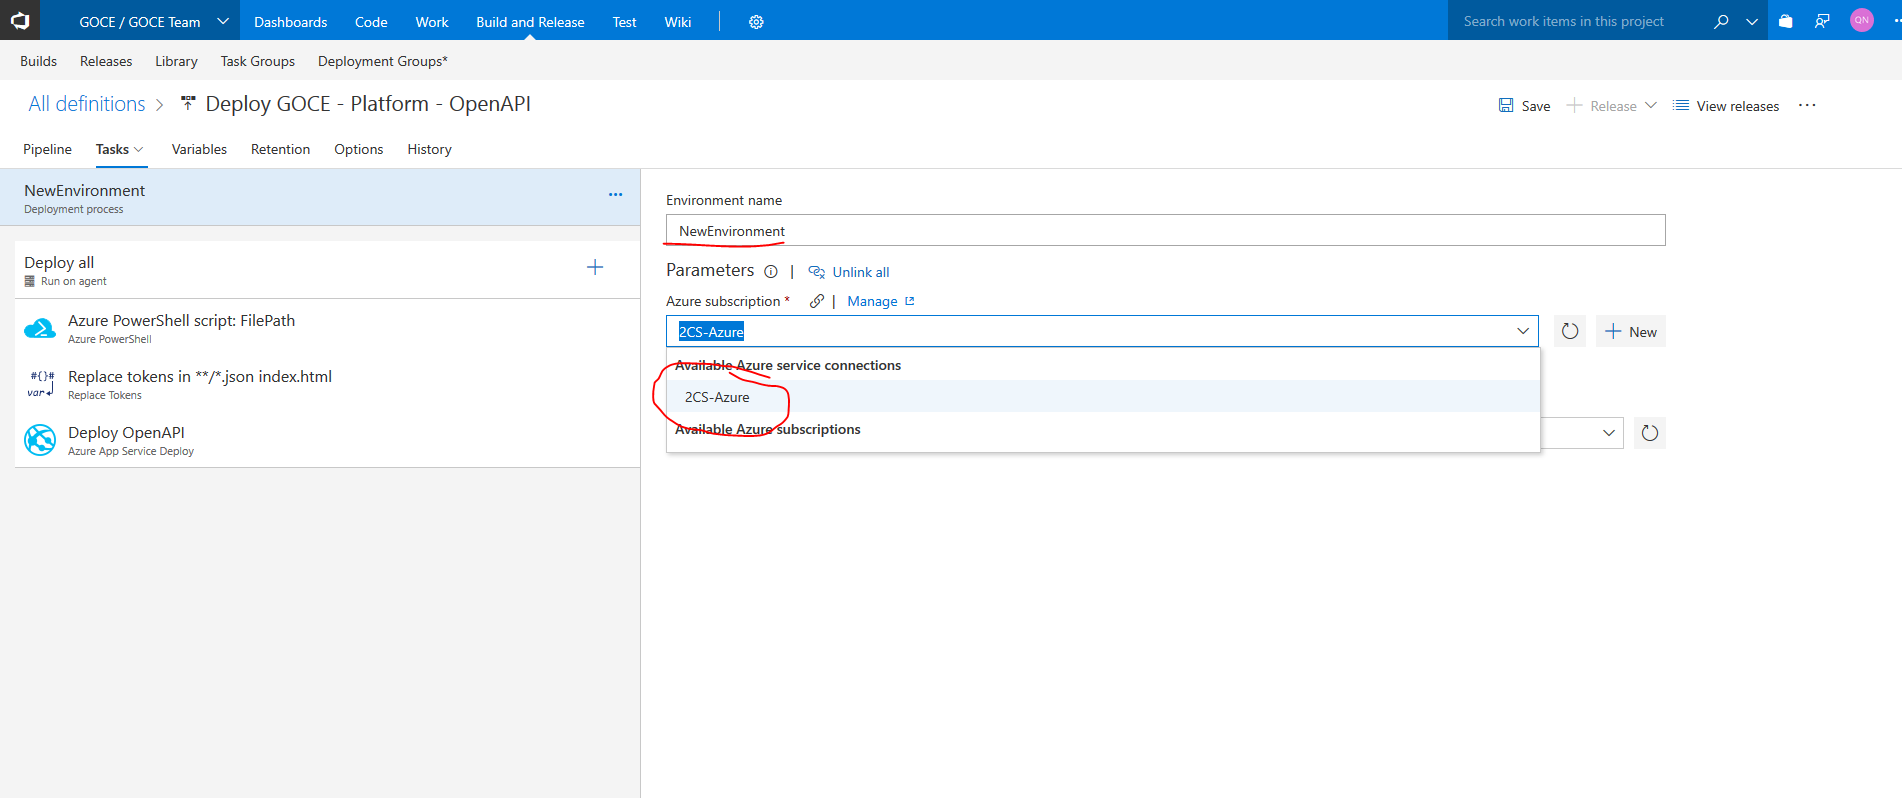 GOCE / GOCE Team
Dashboards Code Work Build and Release Test Wiki
Search work items in this project
QN
Builds Releases Library Task Groups Deployment Groups*
All definitions > Deploy GOCE - Platform - OpenAPI
Save + Release View releases ...
Pipeline Tasks Variables Retention Options History
NewEnvironment
Deployment process
...
Deploy all
Run on agent
+
Azure PowerShell script: FilePath
Azure PowerShell
#{}#
var
Replace tokens in **/*.json index.html
Replace Tokens
Deploy OpenAPI
Azure App Service Deploy
Environment name
NewEnvironment
Parameters | Unlink all
Azure subscription * | Manage
2CS-Azure
+ New
Available Azure service connections
2CS-Azure
Available Azure subscriptions